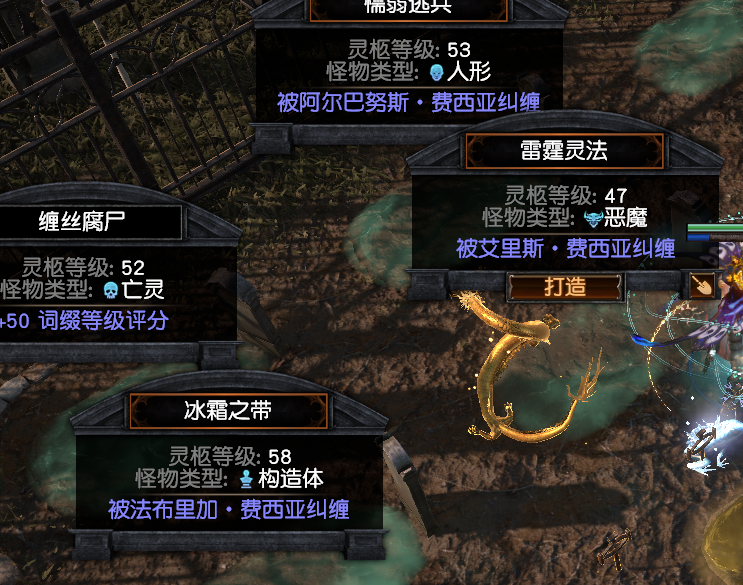 懦弱逃兵
灵柩等级: 53
怪物类型: 人形
被阿尔巴努斯·费西亚纠缠
雷霆灵法
灵柩等级: 47
怪物类型: 恶魔
被艾里斯·费西亚纠缠
打造
缠丝腐尸
灵柩等级: 52
怪物类型: 亡灵
+50 词缀等级评分
冰霜之带
灵柩等级: 58
怪物类型: 构造体
被法布里加·费西亚纠缠